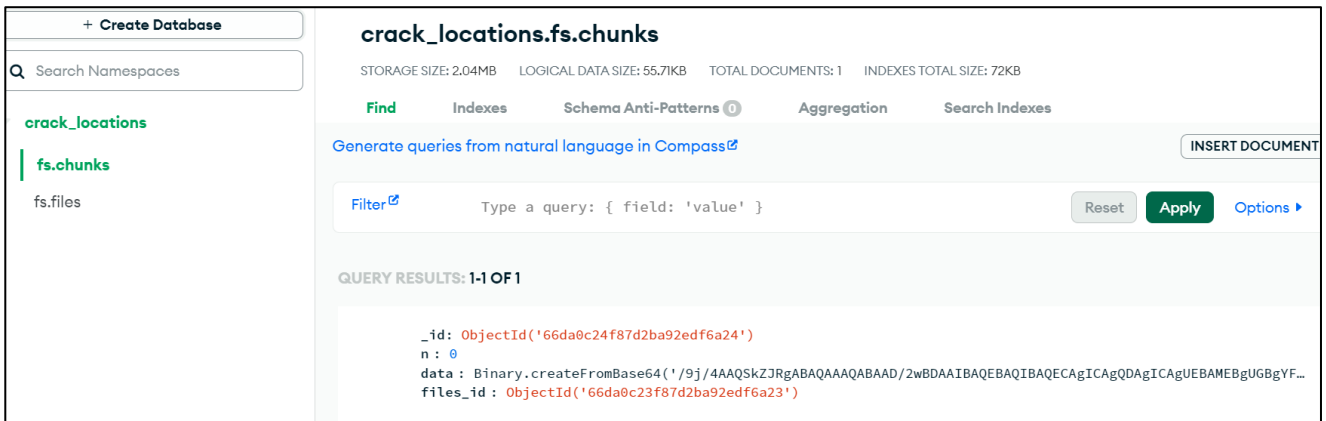 + Create Database
Search Namespaces
crack_locations
fs.chunks
fs.files
crack_locations.fs.chunks
STORAGE SIZE: 2.04MB LOGICAL DATA SIZE: 55.71KB TOTAL DOCUMENTS: 1 INDEXES TOTAL SIZE: 72KB
Find Indexes Schema Anti-Patterns 0 Aggregation Search Indexes
Generate queries from natural language in Compass
INSERT DOCUMENT
Filter Type a query: { field: 'value' } Reset Apply Options
QUERY RESULTS: 1-1 OF 1
_id: ObjectId('66da0c24f87d2ba92edf6a24')
n : 0
data : Binary.createFromBase64('/9j/4AAQSkZJRgABAQAAAQABAAD/2wBDAAIBAQEBAQIBAQECAgICAgQDAgICAgUEBAMEBgUGBgYF…
files_id : ObjectId('66da0c23f87d2ba92edf6a23')